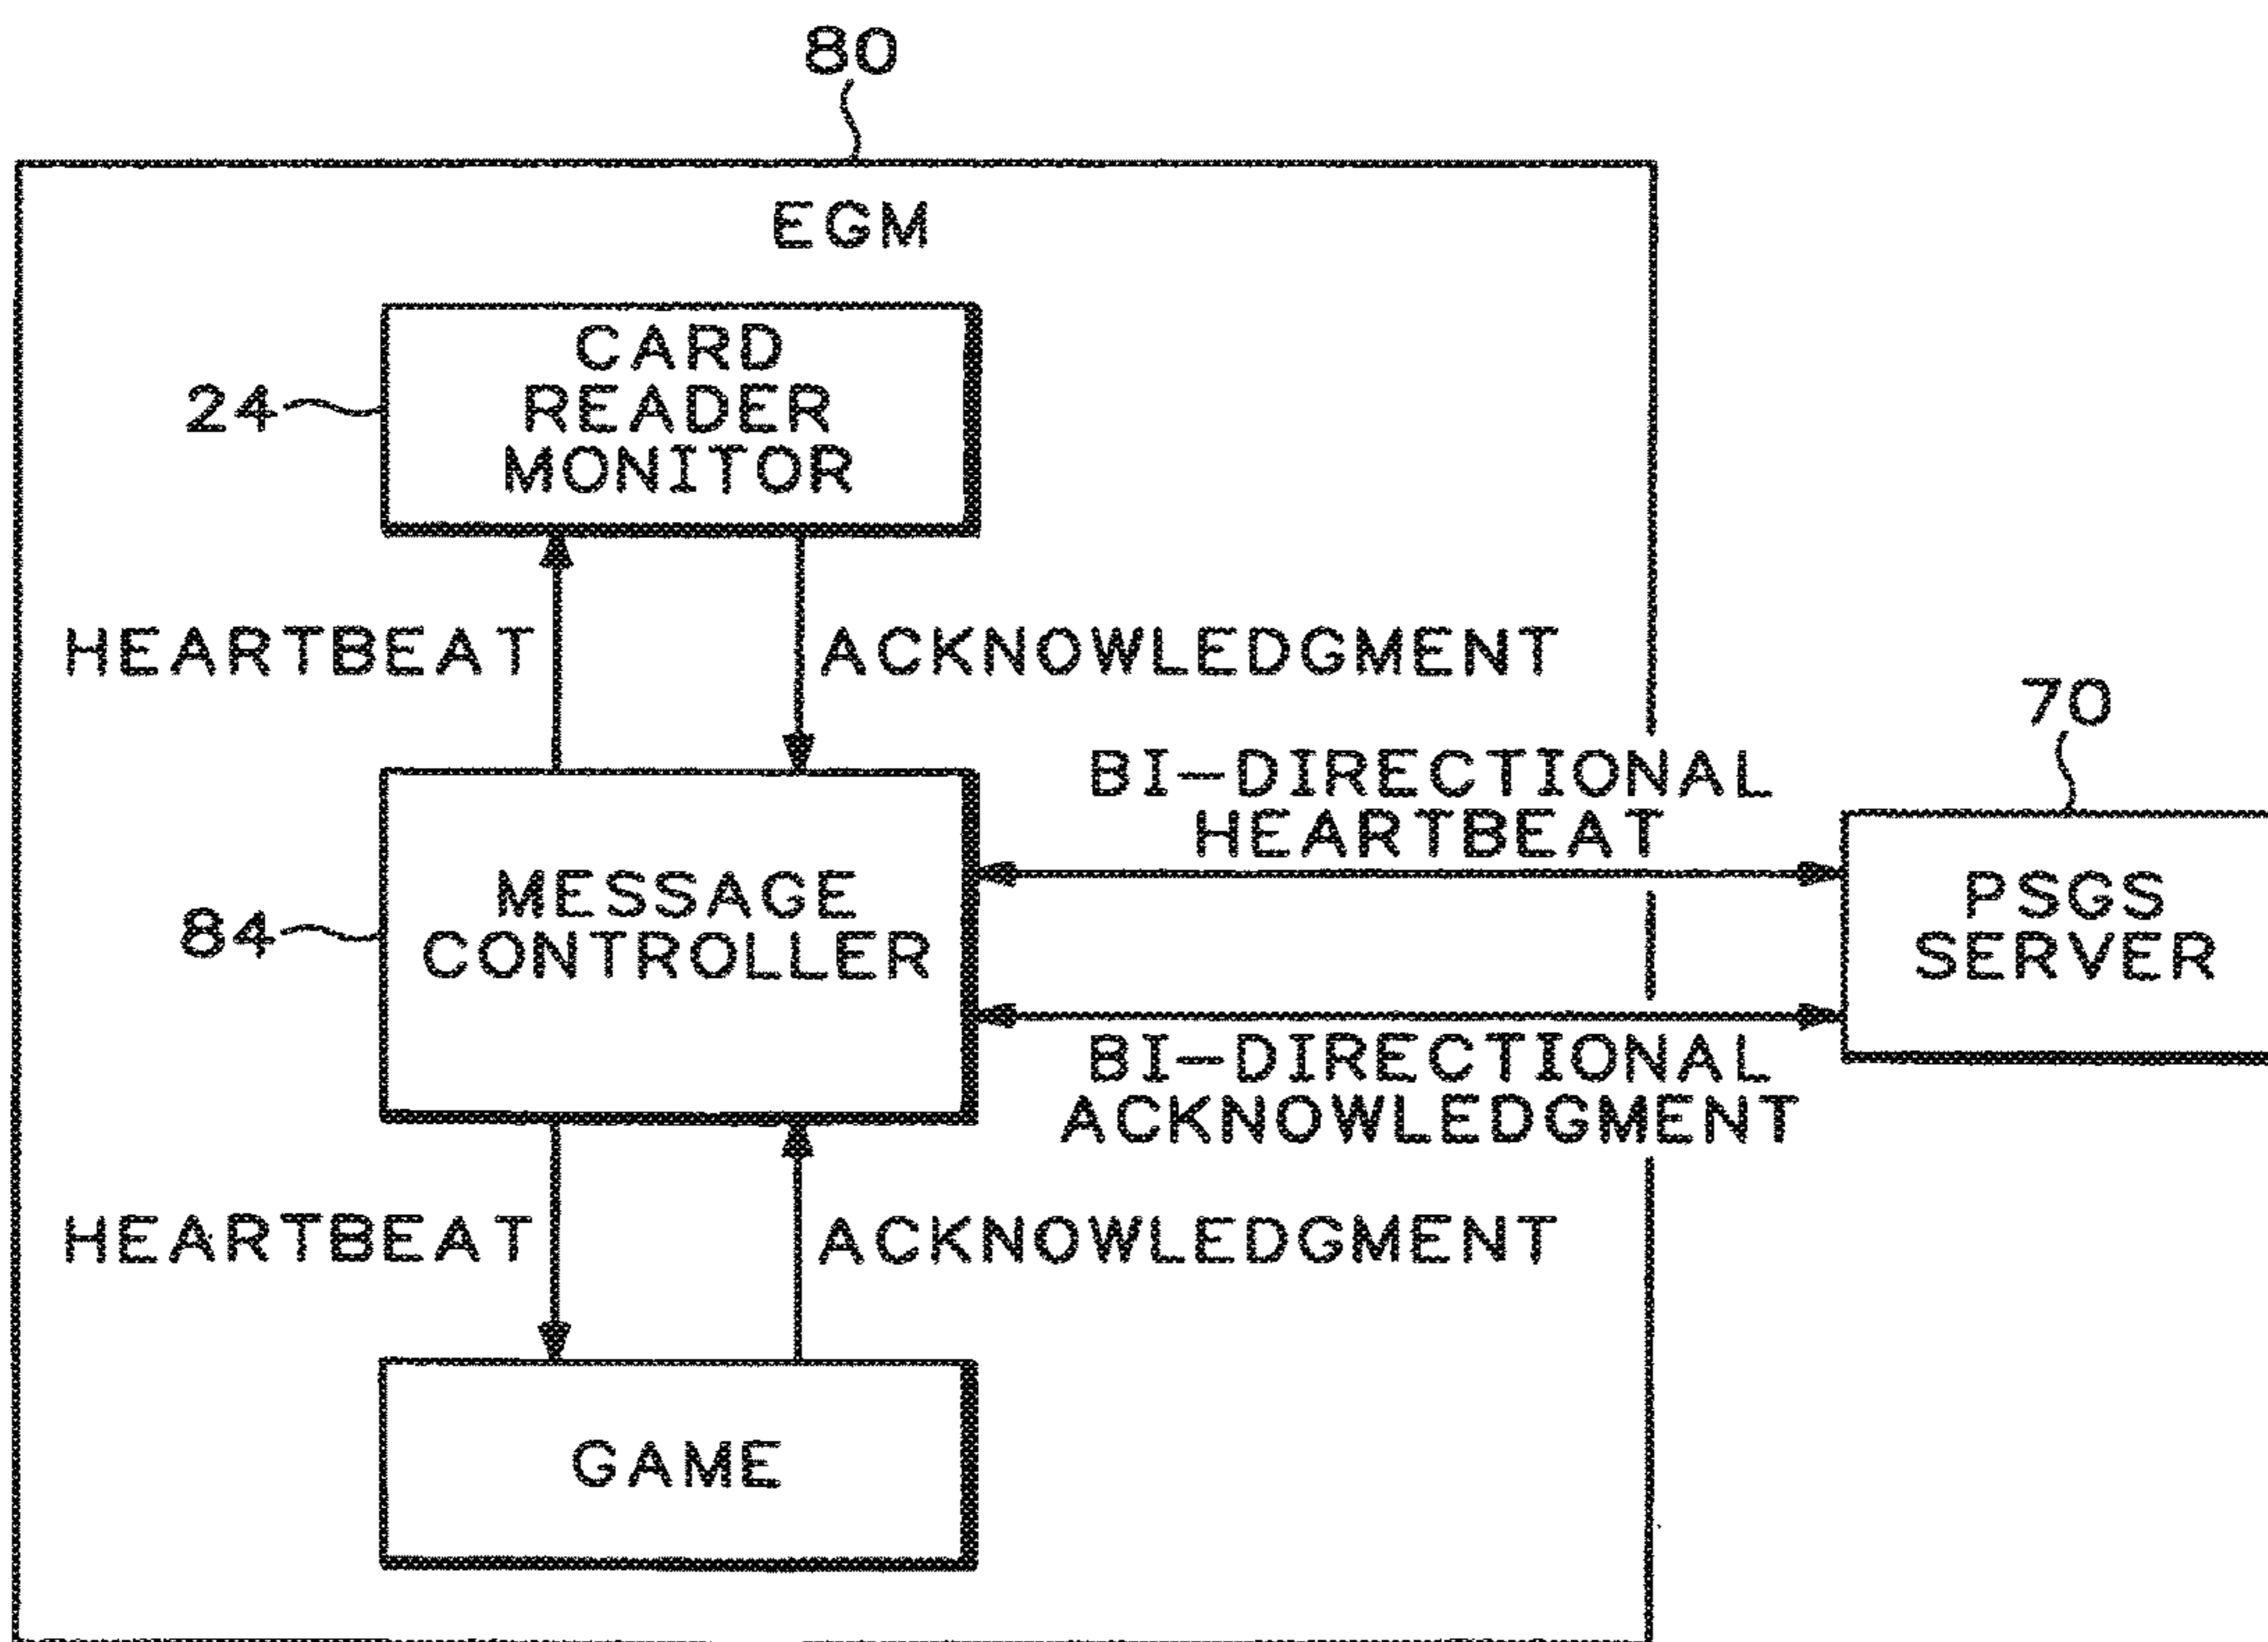 80
EGM
CARD
READER
MONITOR
24
HEARTBEAT
ACKNOWLEDGMENT
70
BI-DIRECTIONAL
HEARTBEAT
MESSAGE
CONTROLLER
84
PSGS
SERVER
BI-DIRECTIONAL
ACKNOWLEDGMENT
HEARTBEAT
ACKNOWLEDGMENT
GAME